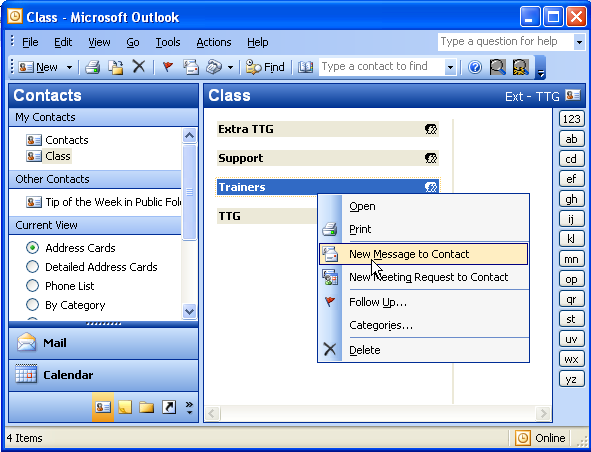 Class - Microsoft Outlook
File Edit View Go Tools Actions Help Type a question for help
New Find Type a contact to find
Contacts
My Contacts
Contacts
Class
Other Contacts
Tip of the Week in Public Fol
Current View
Address Cards
Detailed Address Cards
Phone List
By Category
Mail
Calendar
Class Ext - TTG
Extra TTG
Support
Trainers
TTG
Open
Print
New Message to Contact
New Meeting Request to Contact
Follow Up...
Categories...
Delete
123
ab
cd
ef
gh
ij
kl
mn
op
qr
st
uv
wx
yz
4 Items Online